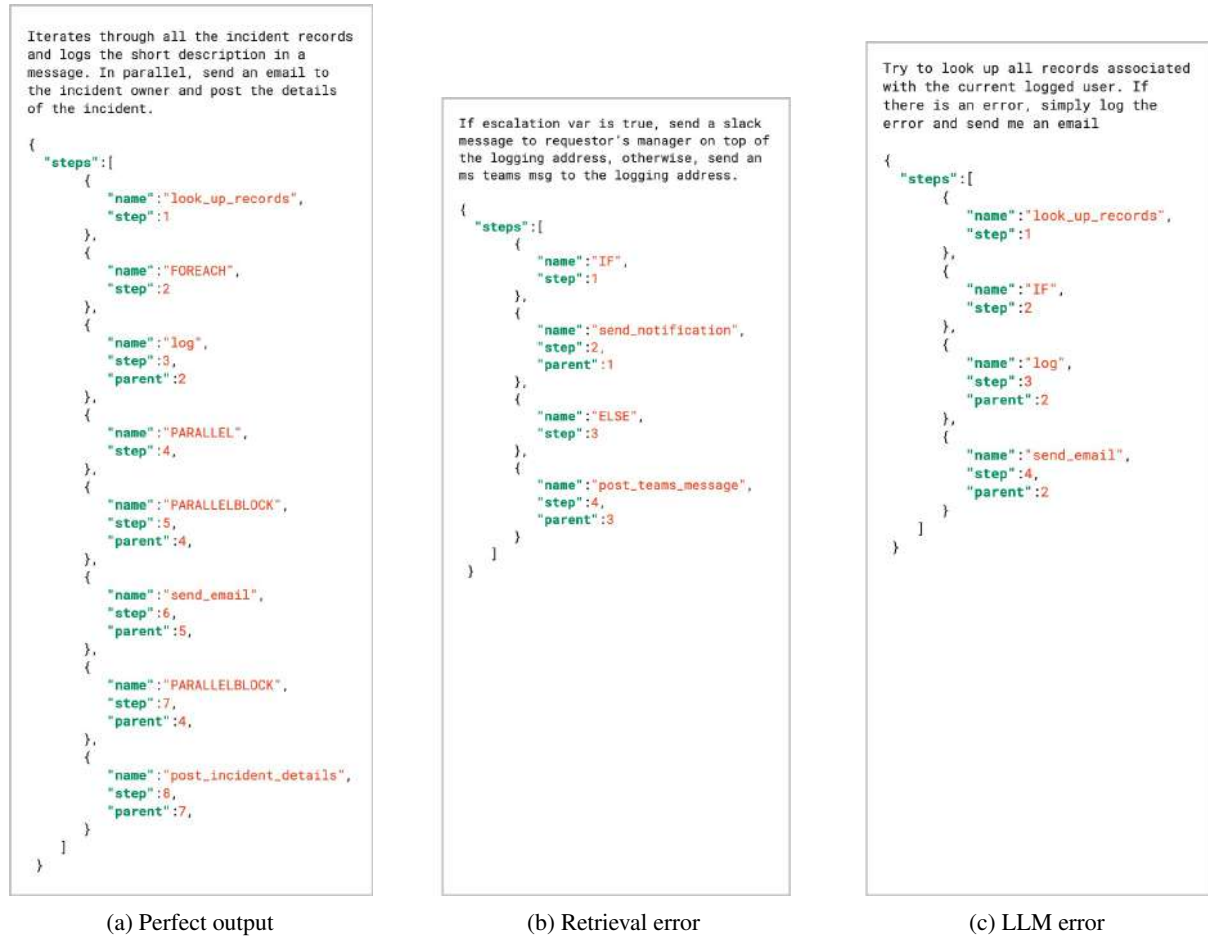 Iterates through all the incident records
and logs the short description in a
message. In parallel, send an email to
the incident owner and post the details
of the incident.
{
"steps":[
{
"name":"look_up_records",
"step":1
},
{
"name":"FOREACH",
"step":2
},
{
"name":"log",
"step":3,
"parent":2
},
{
"name":"PARALLEL",
"step":4,
},
{
"name":"PARALLELBLOCK",
"step":5,
"parent":4,
},
{
"name":"send_email",
"step":6,
"parent":5,
},
{
"name":"PARALLELBLOCK",
"step":7,
"parent":4,
},
{
"name":"post_incident_details",
"step":8,
"parent":7,
}
]
}
(a) Perfect output
If escalation var is true, send a slack
message to requestor's manager on top of
the logging address, otherwise, send an
ms teams msg to the logging address.
{
"steps":[
{
"name":"IF",
"step":1
},
{
"name":"send_notification",
"step":2,
"parent":1
},
{
"name":"ELSE",
"step":3
},
{
"name":"post_teams_message",
"step":4,
"parent":3
}
]
}
(b) Retrieval error
Try to look up all records associated
with the current logged user. If
there is an error, simply log the
error and send me an email
{
"steps":[
{
"name":"look_up_records",
"step":1
},
{
"name":"IF",
"step":2
},
{
"name":"log",
"step":3
"parent":2
},
{
"name":"send_email",
"step":4,
"parent":2
}
]
}
(c) LLM error